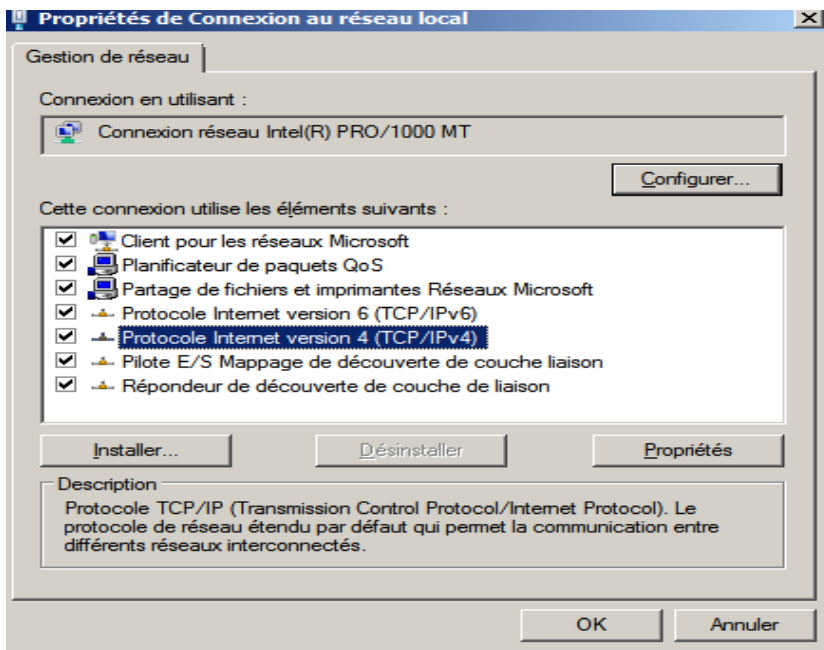 Propriétés de Connexion au réseau local
Gestion de réseau
Connexion en utilisant :
Connexion réseau Intel(R) PRO/1000 MT
Configurer...
Cette connexion utilise les éléments suivants :
Client pour les réseaux Microsoft
Planificateur de paquets QoS
Partage de fichiers et imprimantes Réseaux Microsoft
Protocole Internet version 6 (TCP/IPv6)
Protocole Internet version 4 (TCP/IPv4)
Pilote E/S Mappage de découverte de couche liaison
Répondeur de découverte de couche de liaison
Installer... Désinstaller Propriétés
Description
Protocole TCP/IP (Transmission Control Protocol/Internet Protocol). Le
protocole de réseau étendu par défaut qui permet la communication entre
différents réseaux interconnectés.
OK Annuler